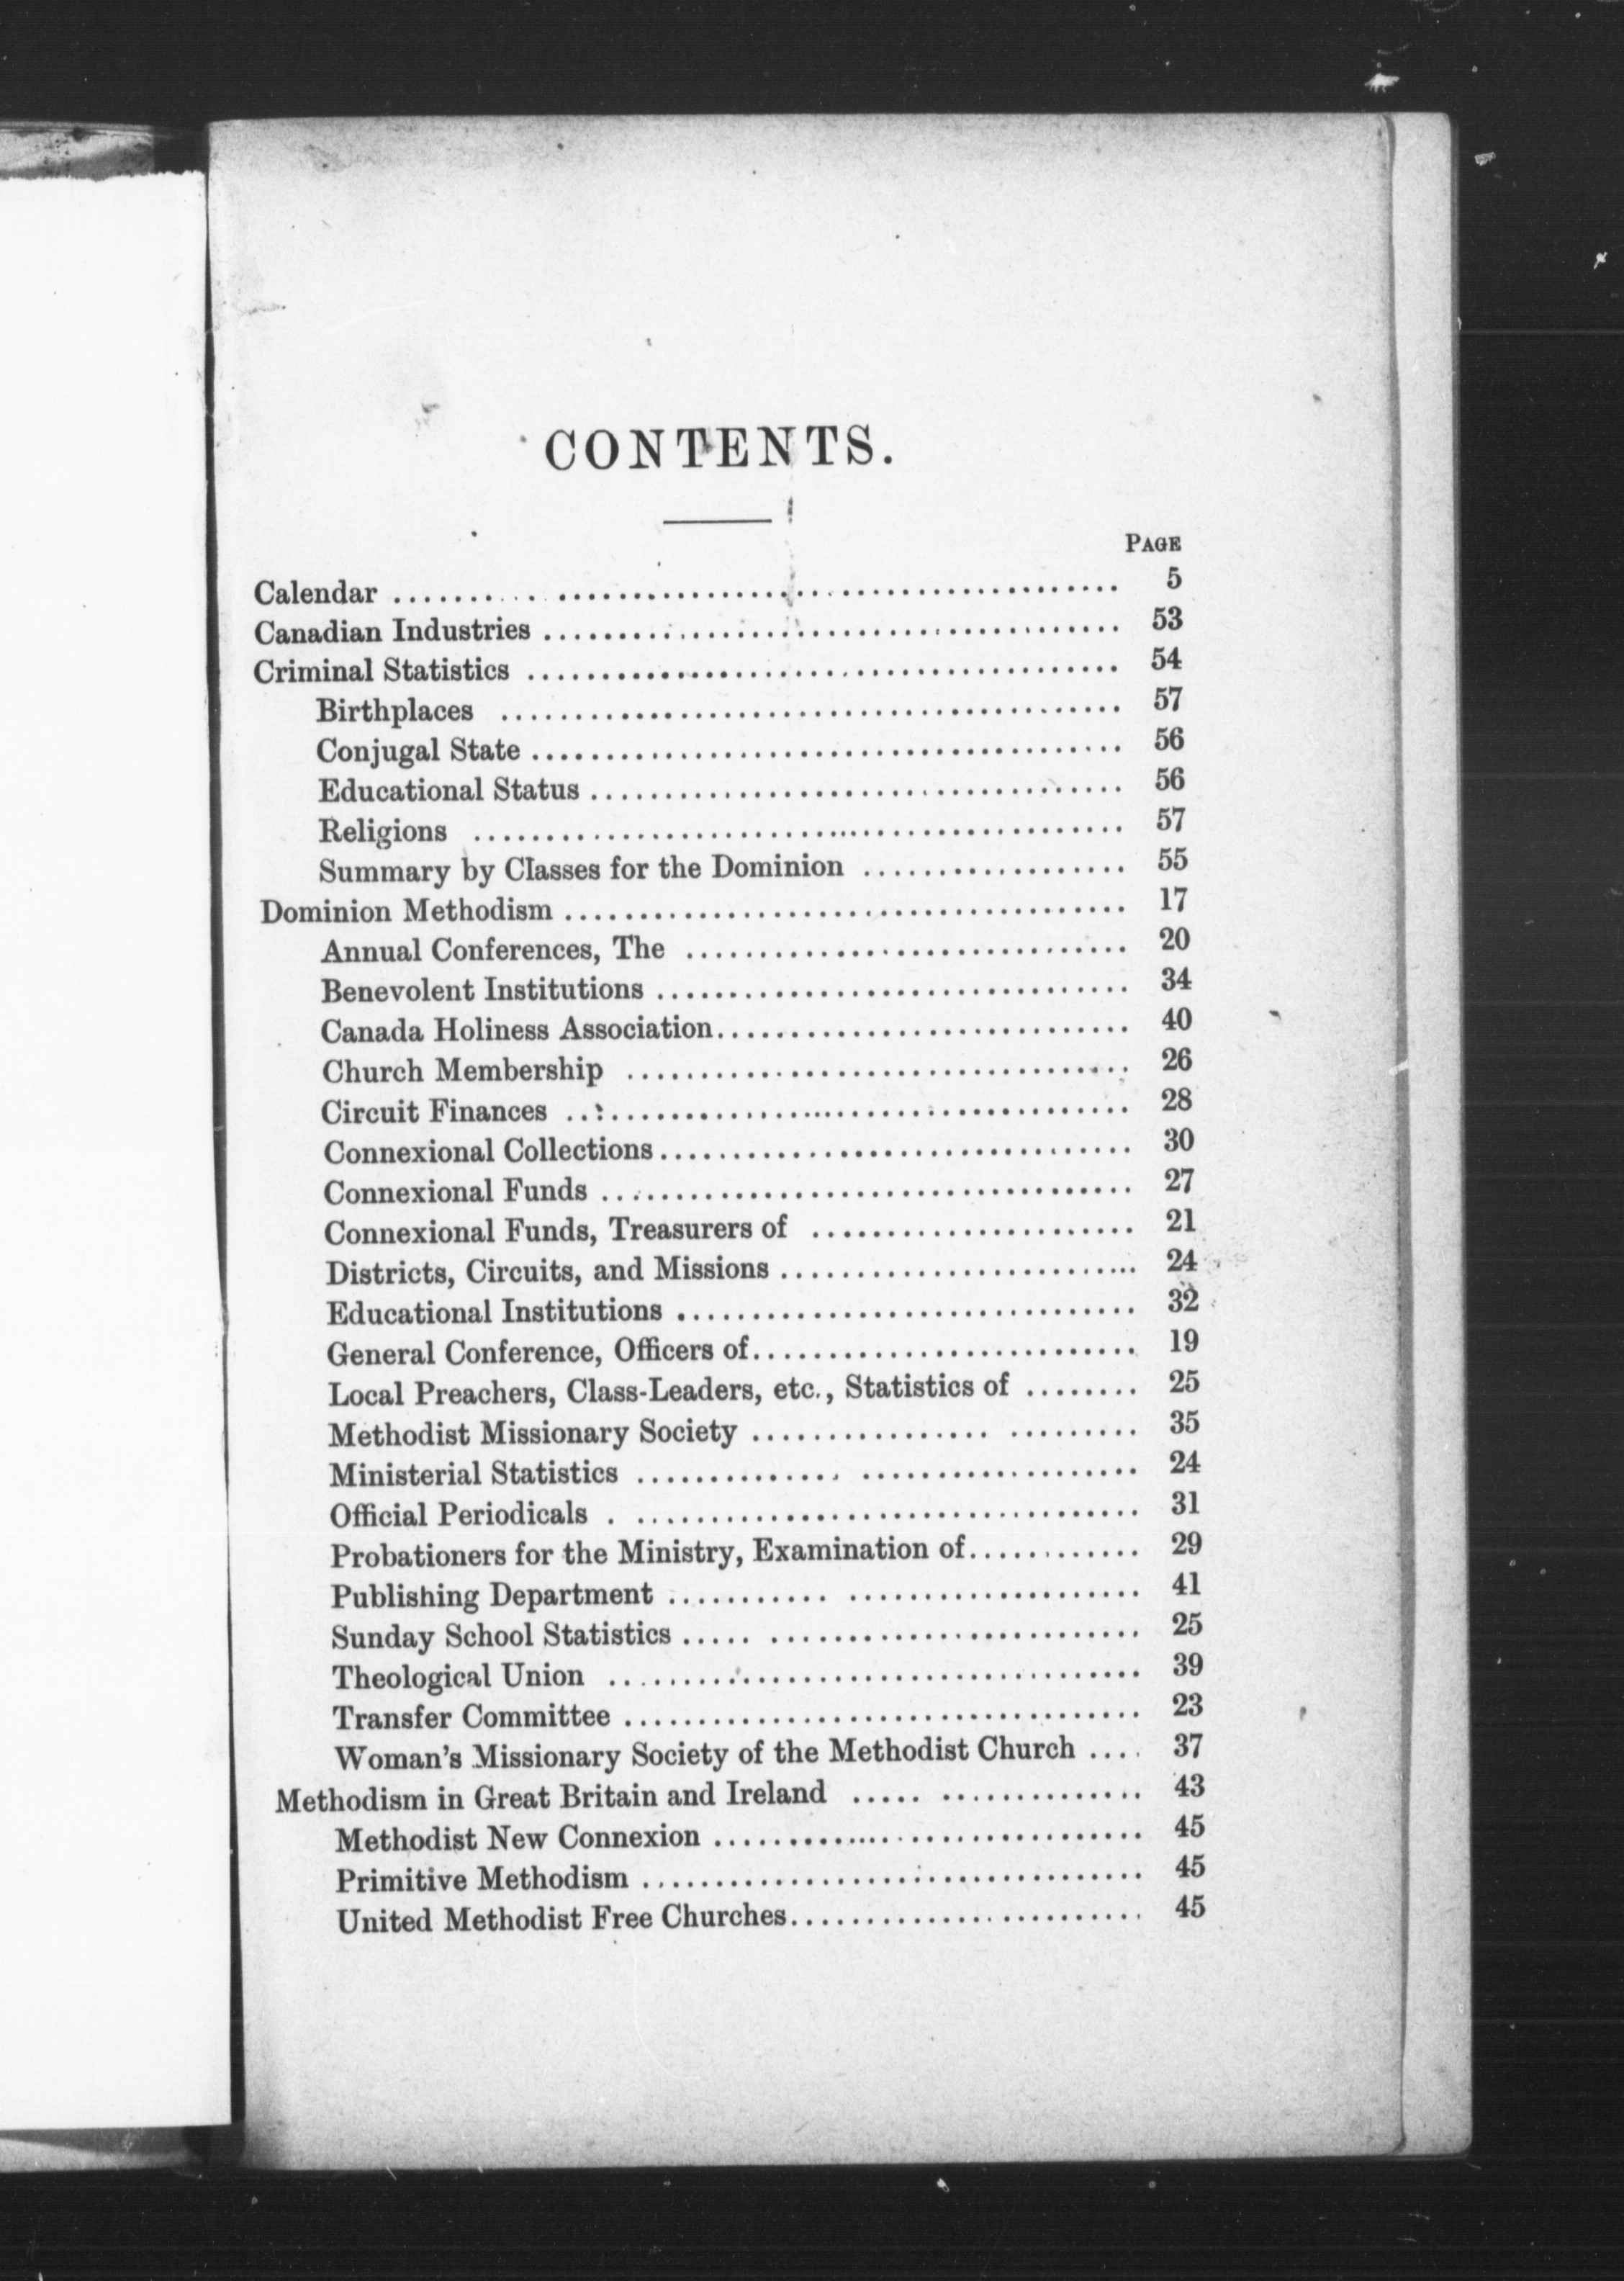 CONTENTS.
PAGE
Calendar ................................................ 5
Canadian Industries ................................................ 53
Criminal Statistics ................................................ 54
Birthplaces ................................................ 57
Conjugal State ................................................ 56
Educational Status ................................................ 56
Religions ................................................ 57
Summary by Classes for the Dominion .................. 55
Dominion Methodism ...................................... 17
Annual Conferences, The .............................. 20
Benevolent Institutions ................................ 34
Canada Holiness Association............................ 40
Church Membership .................................. 26
Circuit Finances ...................................... 28
Connexional Collections................................ 30
Connexional Funds .................................... 27
Connexional Funds, Treasurers of ...................... 21
Districts, Circuits, and Missions ........................ 24
Educational Institutions ............................... 32
General Conference, Officers of.......................... 19
Local Preachers, Class-Leaders, etc., Statistics of ........ 25
Methodist Missionary Society .......................... 35
Ministerial Statistics .................................. 24
Official Periodicals .................................... 31
Probationers for the Ministry, Examination of............ 29
Publishing Department ................................ 41
Sunday School Statistics .............................. 25
Theological Union .................................... 39
Transfer Committee ................................... 23
Woman's Missionary Society of the Methodist Church .... 37
Methodism in Great Britain and Ireland ................... 43
Methodist New Connexion ............................. 45
Primitive Methodism .................................. 45
United Methodist Free Churches........................ 45